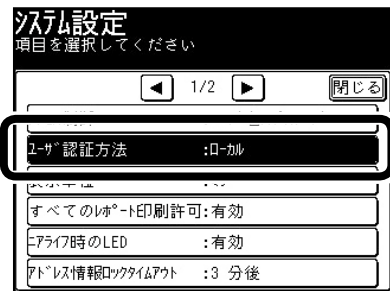 ｼｽﾃﾑ設定
項目を選択してください
1/2 閉じる
ﾕｰｻﾞ認証方法 :ﾛｰｶﾙ
すべてのﾚﾎﾟｰﾄ印刷許可:有効
ﾆｱﾗｲﾌ時のLED :有効
ｱﾄﾞﾚｽ情報ﾛｯｸﾀｲﾑｱｳﾄ :3 分後